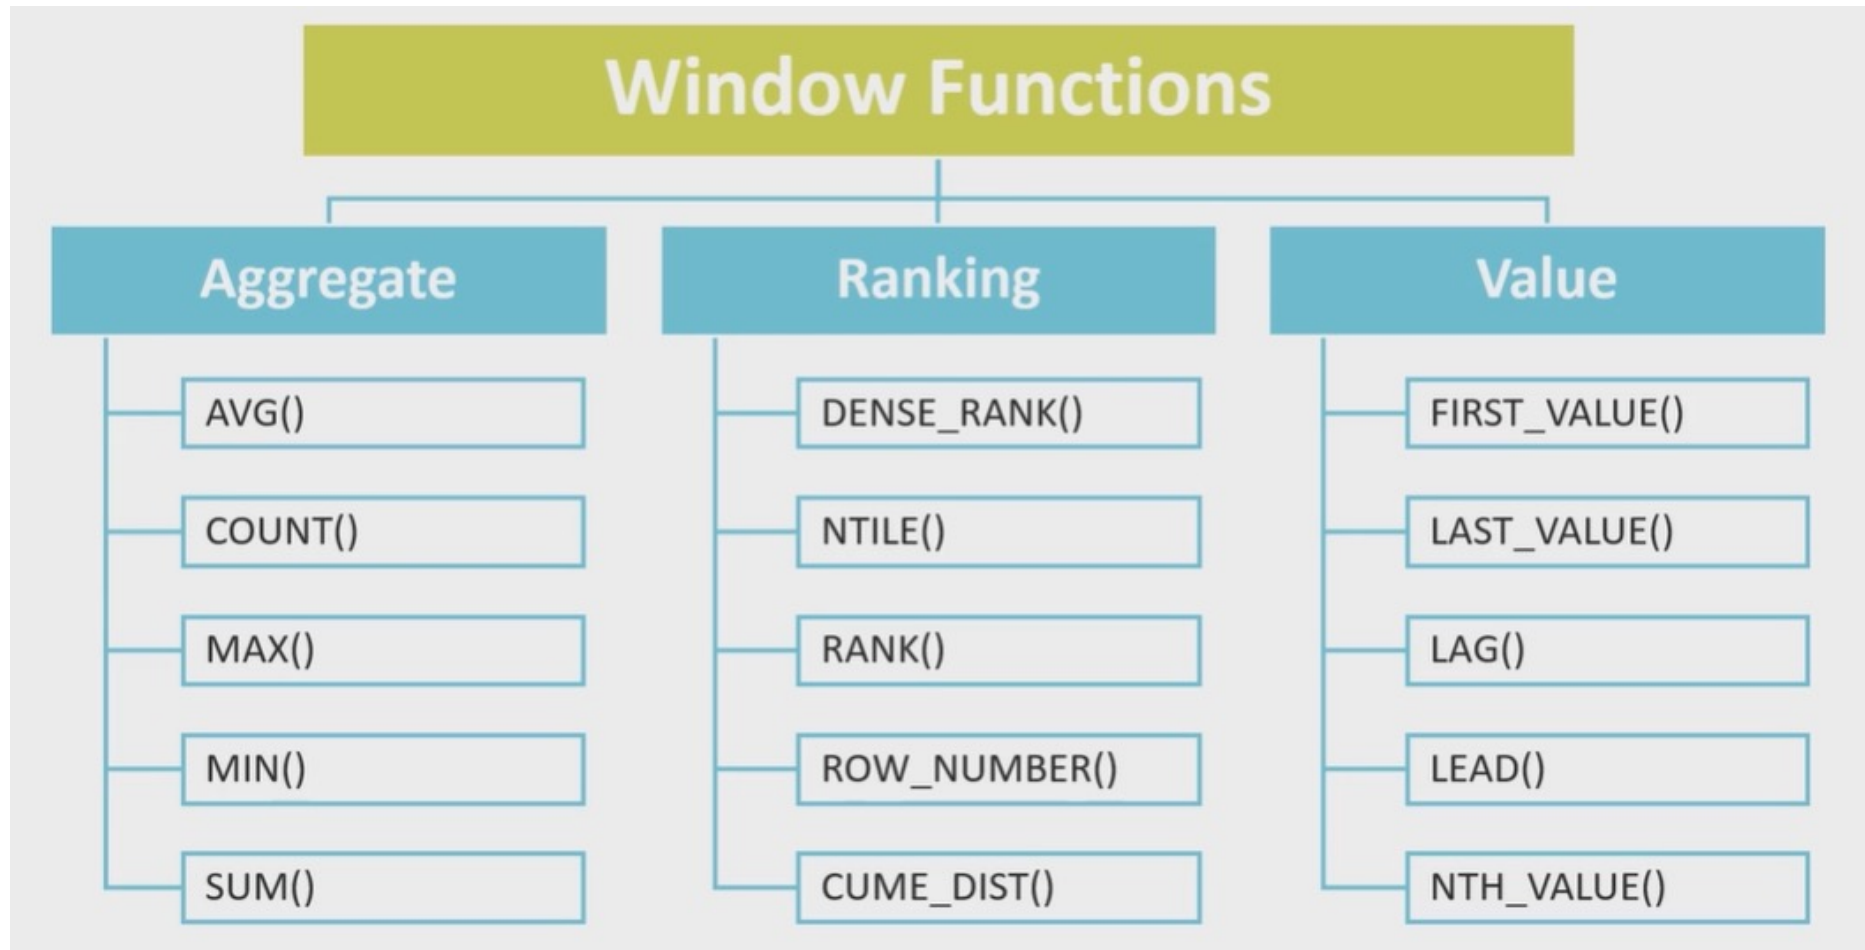 Window Functions
Aggregate
AVG()
COUNT()
MAX()
MIN()
SUM()
Ranking
DENSE_RANK()
NTILE()
RANK()
ROW_NUMBER()
CUME_DIST()
Value
FIRST_VALUE()
LAST_VALUE()
LAG()
LEAD()
NTH_VALUE()